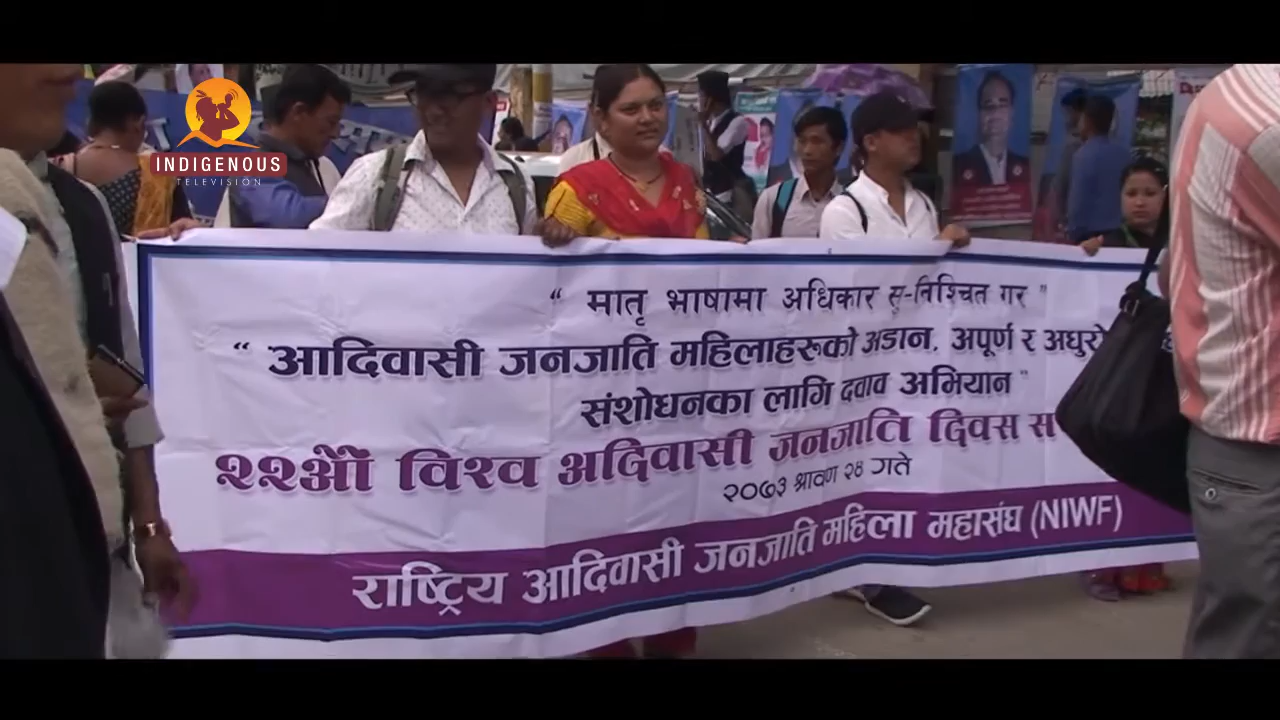 INDIGENOUS
TELEVISION
“ मातृ भाषामा अधिकार सु-निश्चित गर ”
“ आदिवासी जनजाति महिलाहरुको अडान, अपूर्ण र अधुरो
संशोधनका लागि दवाव अभियान ”
२२औं विश्व अदिवासी जनजाति दिवस
२०७३ श्रावण २४ गते
राष्ट्रिय आदिवासी जनजाति महिला महासंघ (NIWF)